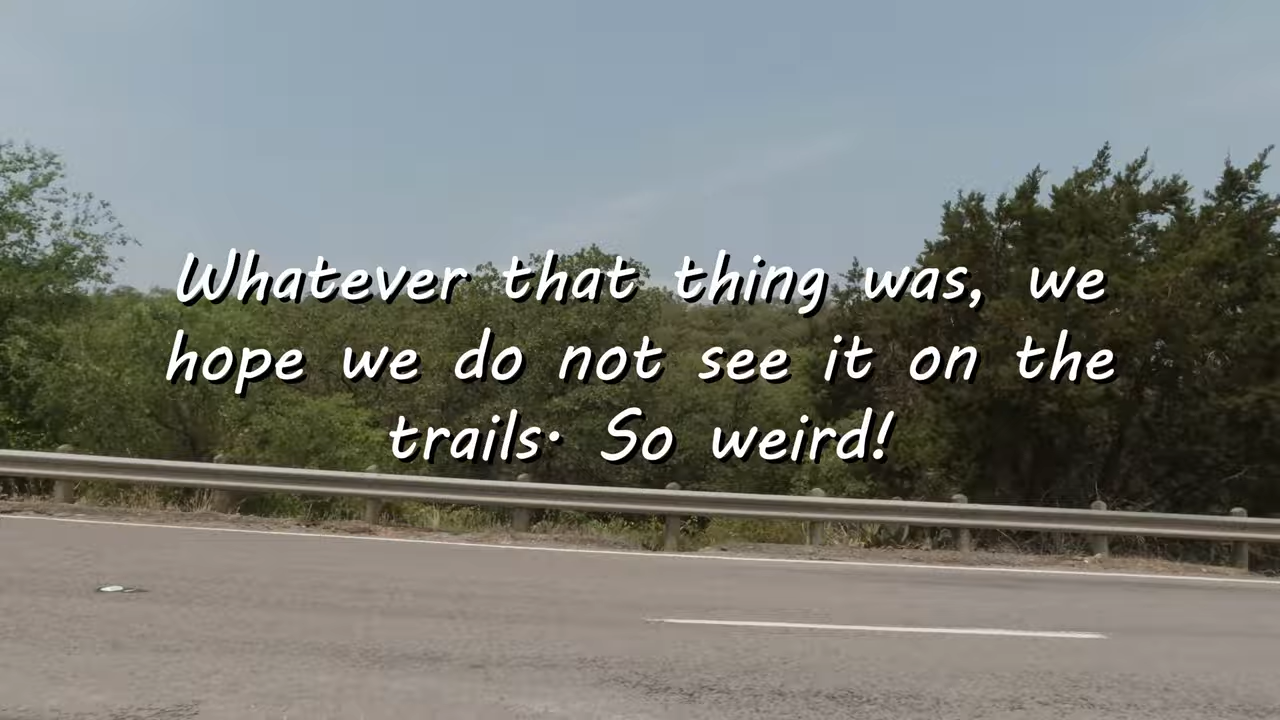 Whatever that thing was, we
hope we do not see it on the
trails. So weird!